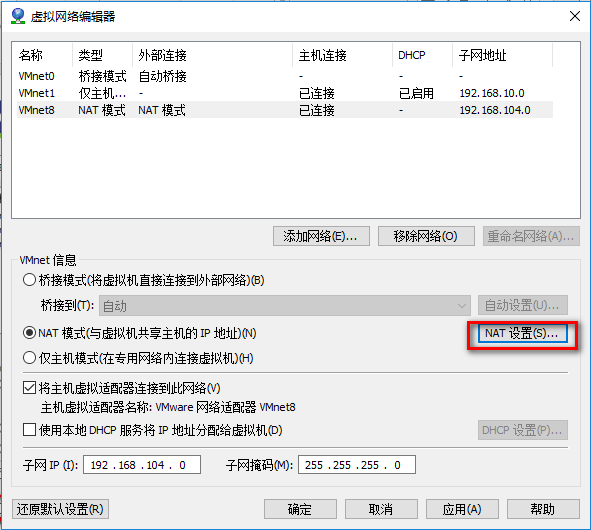 虚拟网络编辑器
名称 类型 外部连接 主机连接 DHCP 子网地址
VMnet0 桥接模式 自动桥接 - - -
VMnet1 仅主机... - 已连接 已启用 192.168.10.0
VMnet8 NAT 模式 NAT 模式 已连接 - 192.168.104.0
添加网络(E)... 移除网络(O) 重命名网络(A)...
VMnet 信息
桥接模式(将虚拟机直接连接到外部网络)(B)
桥接到(T): 自动 自动设置(U)...
NAT 模式(与虚拟机共享主机的 IP 地址)(N) NAT 设置(S)...
仅主机模式(在专用网络内连接虚拟机)(H)
将主机虚拟适配器连接到此网络(V)
主机虚拟适配器名称: VMware 网络适配器 VMnet8
使用本地 DHCP 服务将 IP 地址分配给虚拟机(D) DHCP 设置(P)...
子网 IP (I): 192 .168 .104 . 0 子网掩码(M): 255 .255 .255 . 0
还原默认设置(R) 确定 取消 应用(A) 帮助